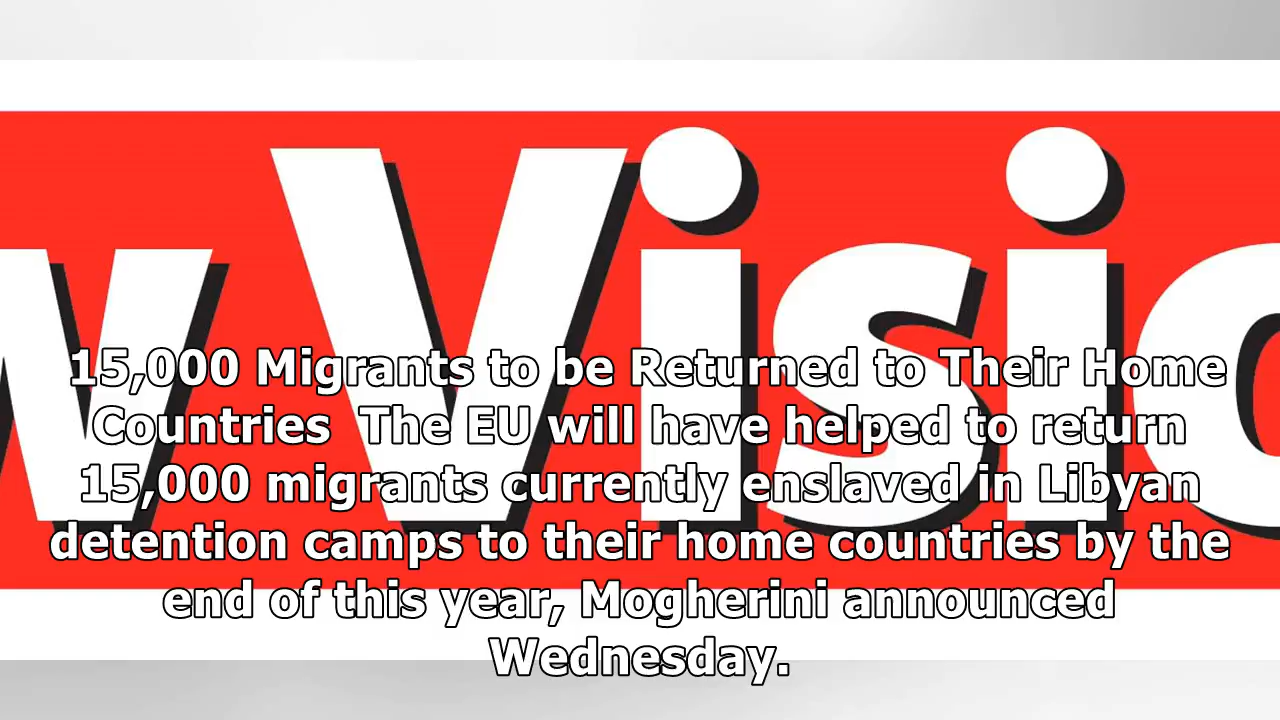 w Visio
15,000 Migrants to be Returned to Their Home
Countries The EU will have helped to return
15,000 migrants currently enslaved in Libyan
detention camps to their home countries by the
end of this year, Mogherini announced
Wednesday.